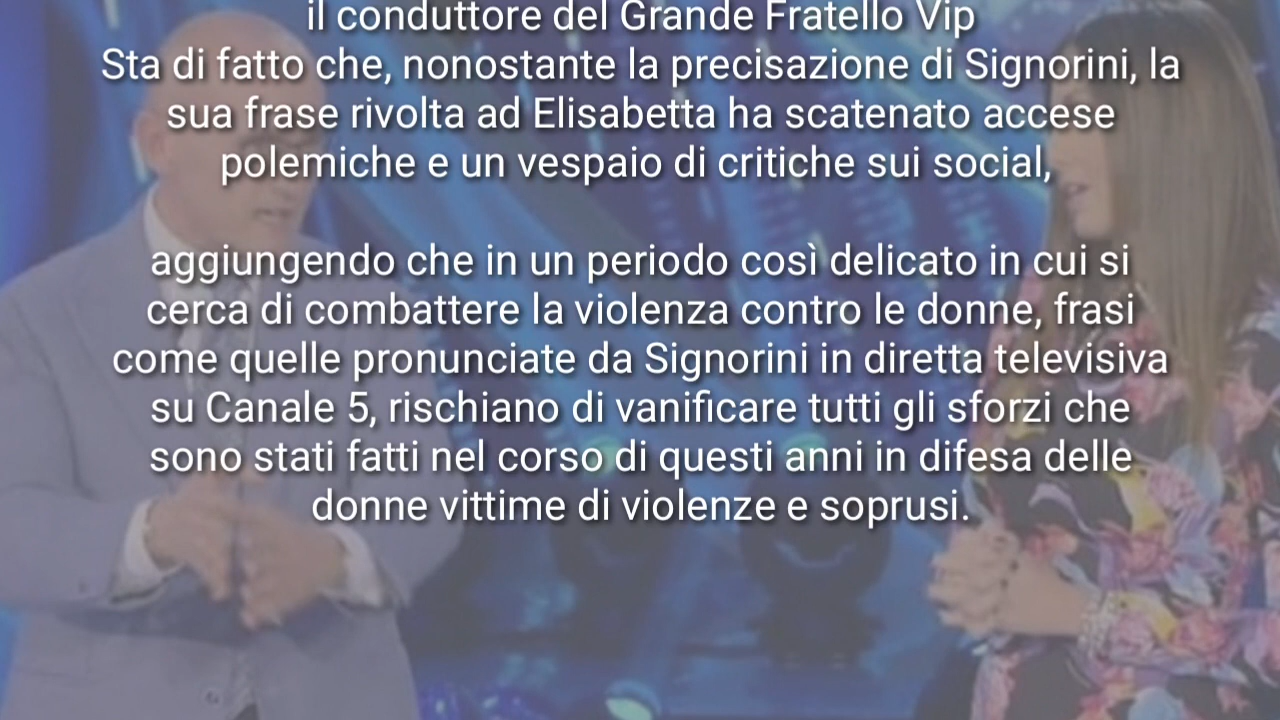 il conduttore del Grande Fratello Vip
Sta di fatto che, nonostante la precisazione di Signorini, la
sua frase rivolta ad Elisabetta ha scatenato accese
polemiche e un vespaio di critiche sui social,
aggiungendo che in un periodo così delicato in cui si
cerca di combattere la violenza contro le donne, frasi
come quelle pronunciate da Signorini in diretta televisiva
su Canale 5, rischiano di vanificare tutti gli sforzi che
sono stati fatti nel corso di questi anni in difesa delle
donne vittime di violenze e soprusi.